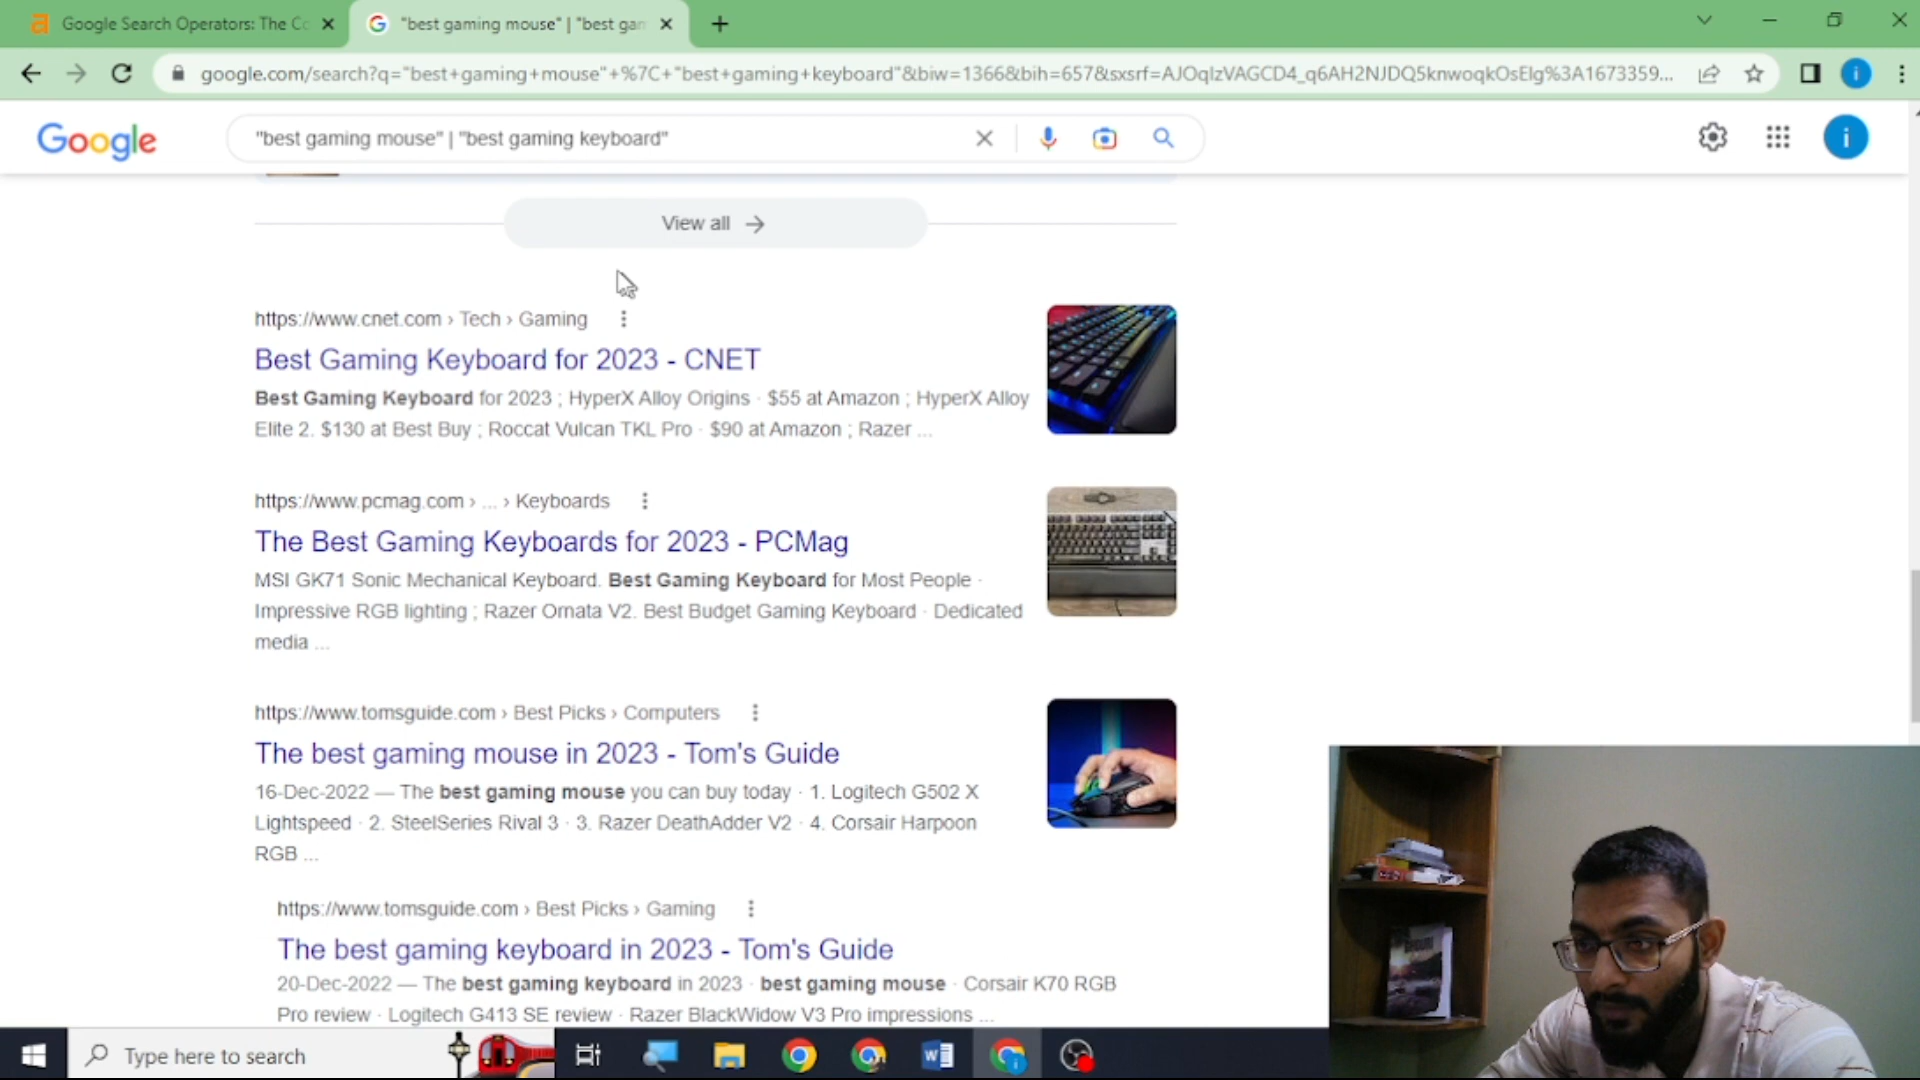 Google Search Operators: The Co
"best gaming mouse" | "best gam
google.com/search?q="best+gaming+mouse"+%7C+"best+gaming+keyboard"&biw=1366&bih=657&sxsrf=AJOqlzVAGCD4_q6AH2NJDQ5knwoqkOsElg%3A1673359...
i
Google
"best gaming mouse" | "best gaming keyboard"
i
View all
https://www.cnet.com › Tech › Gaming
Best Gaming Keyboard for 2023 - CNET
Best Gaming Keyboard for 2023 ; HyperX Alloy Origins · $55 at Amazon ; HyperX Alloy
Elite 2. $130 at Best Buy ; Roccat Vulcan TKL Pro · $90 at Amazon ; Razer ...
https://www.pcmag.com › ... › Keyboards
The Best Gaming Keyboards for 2023 - PCMag
MSI GK71 Sonic Mechanical Keyboard. Best Gaming Keyboard for Most People ·
Impressive RGB lighting ; Razer Ornata V2. Best Budget Gaming Keyboard · Dedicated
media ...
https://www.tomsguide.com › Best Picks › Computers
The best gaming mouse in 2023 - Tom's Guide
16-Dec-2022 — The best gaming mouse you can buy today · 1. Logitech G502 X
Lightspeed · 2. SteelSeries Rival 3 · 3. Razer DeathAdder V2 · 4. Corsair Harpoon
RGB ...
https://www.tomsguide.com › Best Picks › Gaming
The best gaming keyboard in 2023 - Tom's Guide
20-Dec-2022 — The best gaming keyboard in 2023 · best gaming mouse · Corsair K70 RGB
Pro review · Logitech G413 SE review · Razer BlackWidow V3 Pro impressions ...
Type here to search